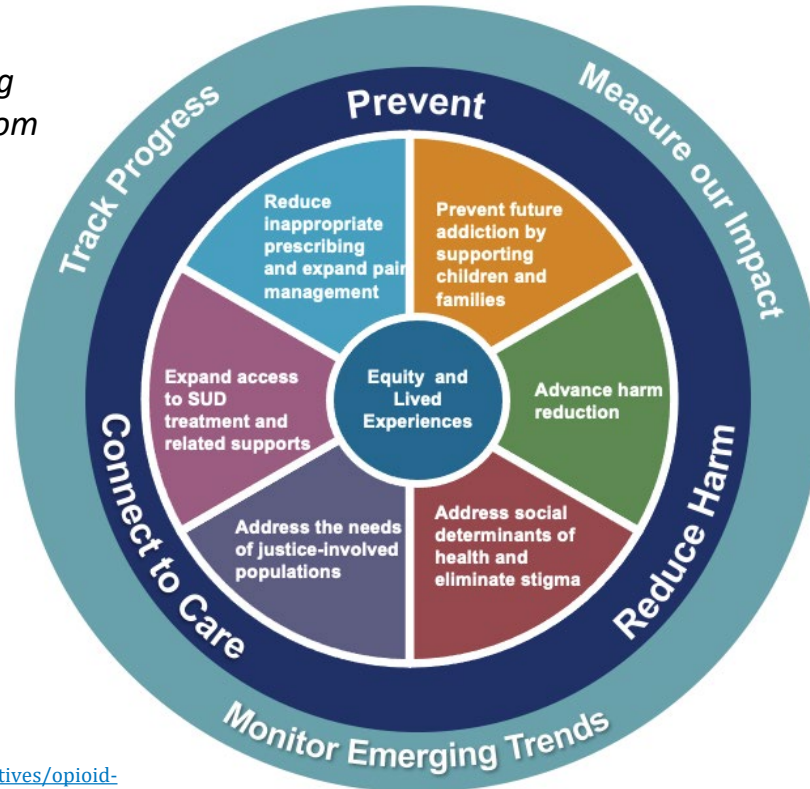 g
om
Track Progress
Measure our Impact
Monitor Emerging Trends
Prevent
Connect to Care
Reduce Harm
Reduce
inappropriate
prescribing
and expand pain
management
Prevent future
addiction by
supporting
children and
families
Expand access
to SUD
treatment and
related supports
Equity and
Lived
Experiences
Advance harm
reduction
Address the needs
of justice-involved
populations
Address social
determinants of
health and
eliminate stigma
tives/opioid-